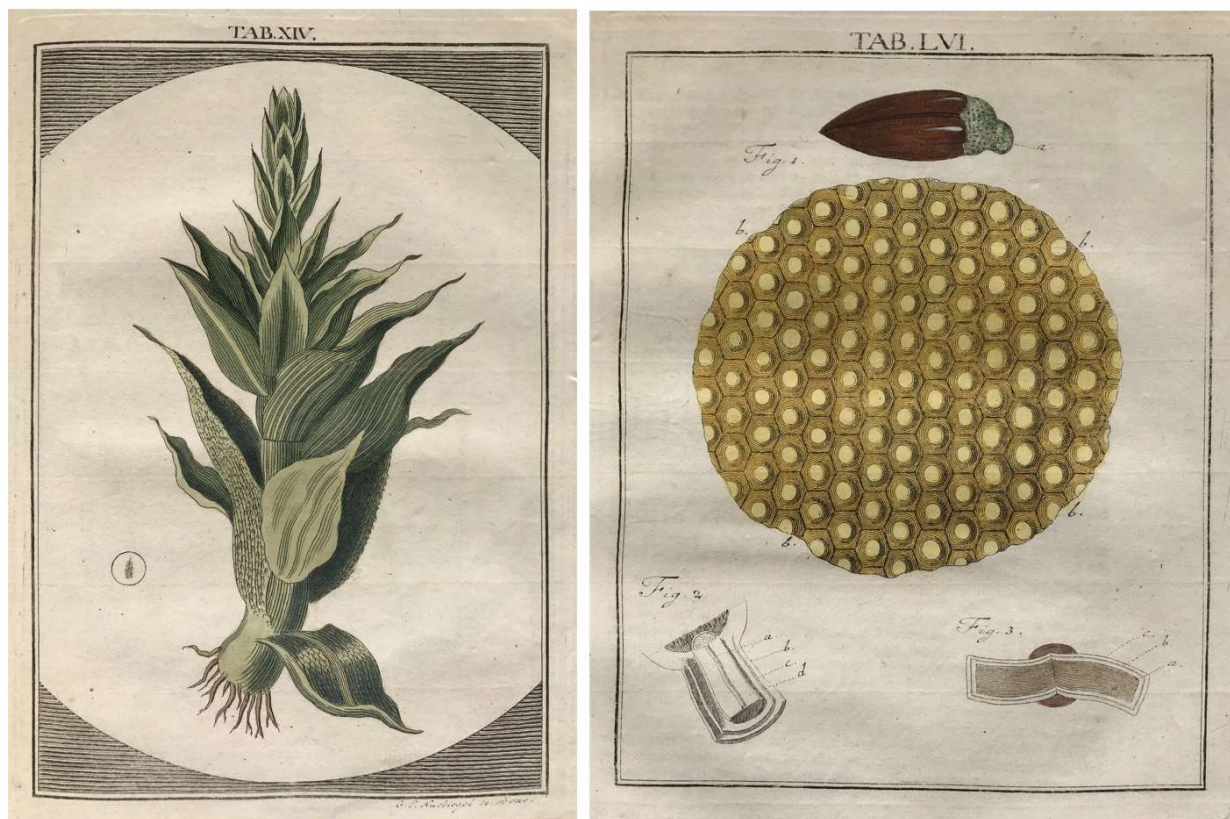 TAB.XIV.
TAB. LVI.
Fig. 1.
a
b.
b.
b.
b.
Fig. 2.
a.
b.
c.
d
Fig. 3.
c.
b.
a.